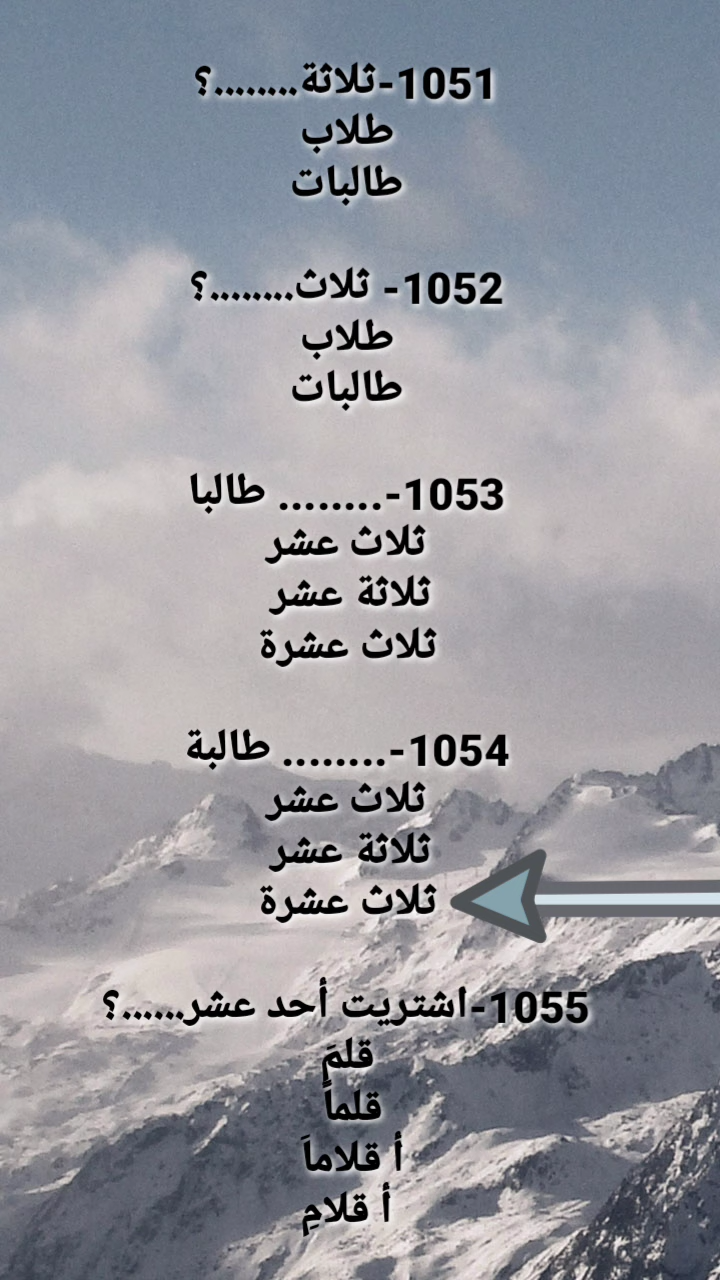 1051-ثلاثة........؟
طلاب
طالبات
1052- ثلاث........؟
طلاب
طالبات
1053-........ طالبا
ثلاث عشر
ثلاثة عشر
ثلاث عشرة
1054-........ طالبة
ثلاث عشر
ثلاثة عشر
ثلاث عشرة
1055-اشتريت أحد عشر......؟
قلمَ
قلماً
أ قلاماَ
أ قلامِ